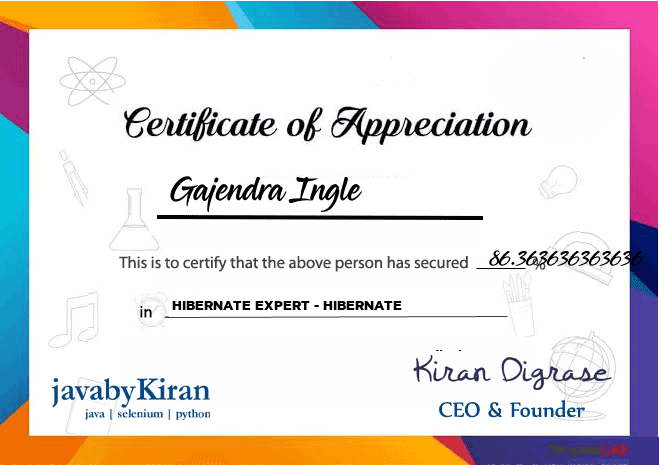 Certificate of Appreciation
Gajendra Ingle
This is to certify that the above person has secured 86.363636363636 %
in HIBERNATE EXPERT - HIBERNATE
Kiran Digrase
javabyKiran
CEO & Founder
java | selenium | python